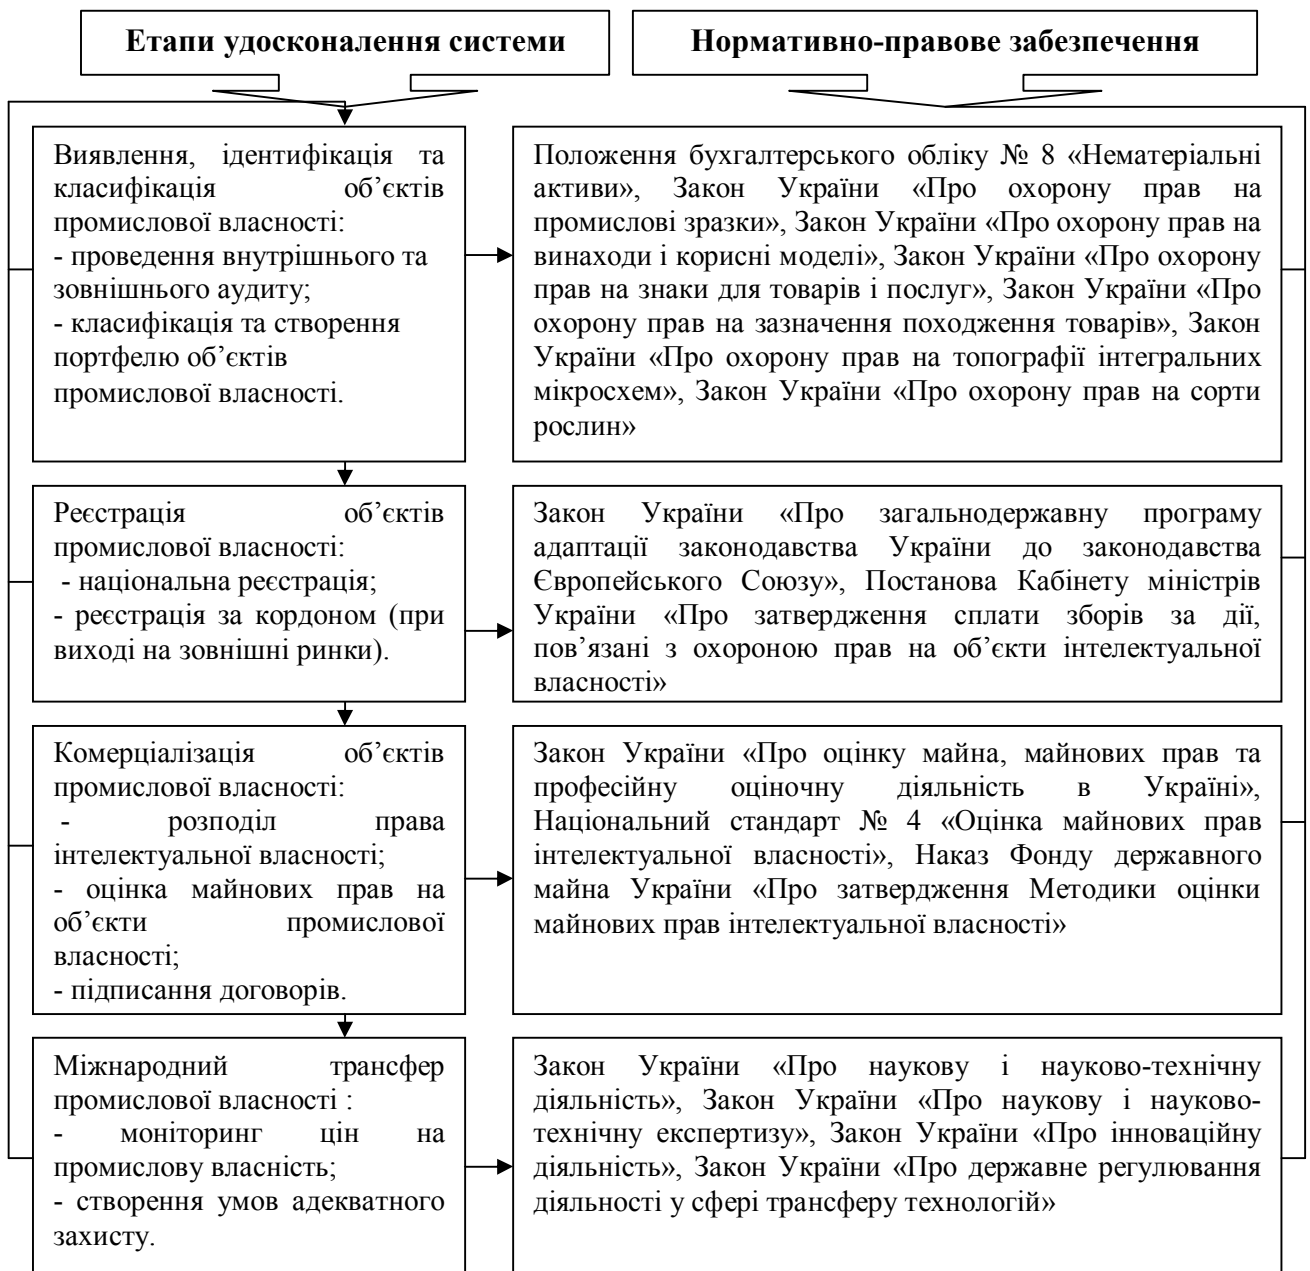 Етапи удосконалення системи
Нормативно-правове забезпечення
Виявлення, ідентифікація та
класифікація об’єктів
промислової власності:
- проведення внутрішнього та
зовнішнього аудиту;
- класифікація та створення
портфелю об’єктів
промислової власності.
Положення бухгалтерського обліку № 8 «Нематеріальні
активи», Закон України «Про охорону прав на
промислові зразки», Закон України «Про охорону прав на
винаходи і корисні моделі», Закон України «Про охорону
прав на знаки для товарів і послуг», Закон України «Про
охорону прав на зазначення походження товарів», Закон
України «Про охорону прав на топографії інтегральних
мікросхем», Закон України «Про охорону прав на сорти
рослин»
Реєстрація об’єктів
промислової власності:
- національна реєстрація;
- реєстрація за кордоном (при
виході на зовнішні ринки).
Закон України «Про загальнодержавну програму
адаптації законодавства України до законодавства
Європейського Союзу», Постанова Кабінету міністрів
України «Про затвердження сплати зборів за дії,
пов’язані з охороною прав на об’єкти інтелектуальної
власності»
Комерціалізація об’єктів
промислової власності:
- розподіл права
інтелектуальної власності;
- оцінка майнових прав на
об’єкти промислової
власності;
- підписання договорів.
Закон України «Про оцінку майна, майнових прав та
професійну оціночну діяльність в Україні»,
Національний стандарт № 4 «Оцінка майнових прав
інтелектуальної власності», Наказ Фонду державного
майна України «Про затвердження Методики оцінки
майнових прав інтелектуальної власності»
Міжнародний трансфер
промислової власності :
- моніторинг цін на
промислову власність;
- створення умов адекватного
захисту.
Закон України «Про наукову і науково-технічну
діяльність», Закон України «Про наукову і науково-
технічну експертизу», Закон України «Про інноваційну
діяльність», Закон України «Про державне регулювання
діяльності у сфері трансферу технологій»